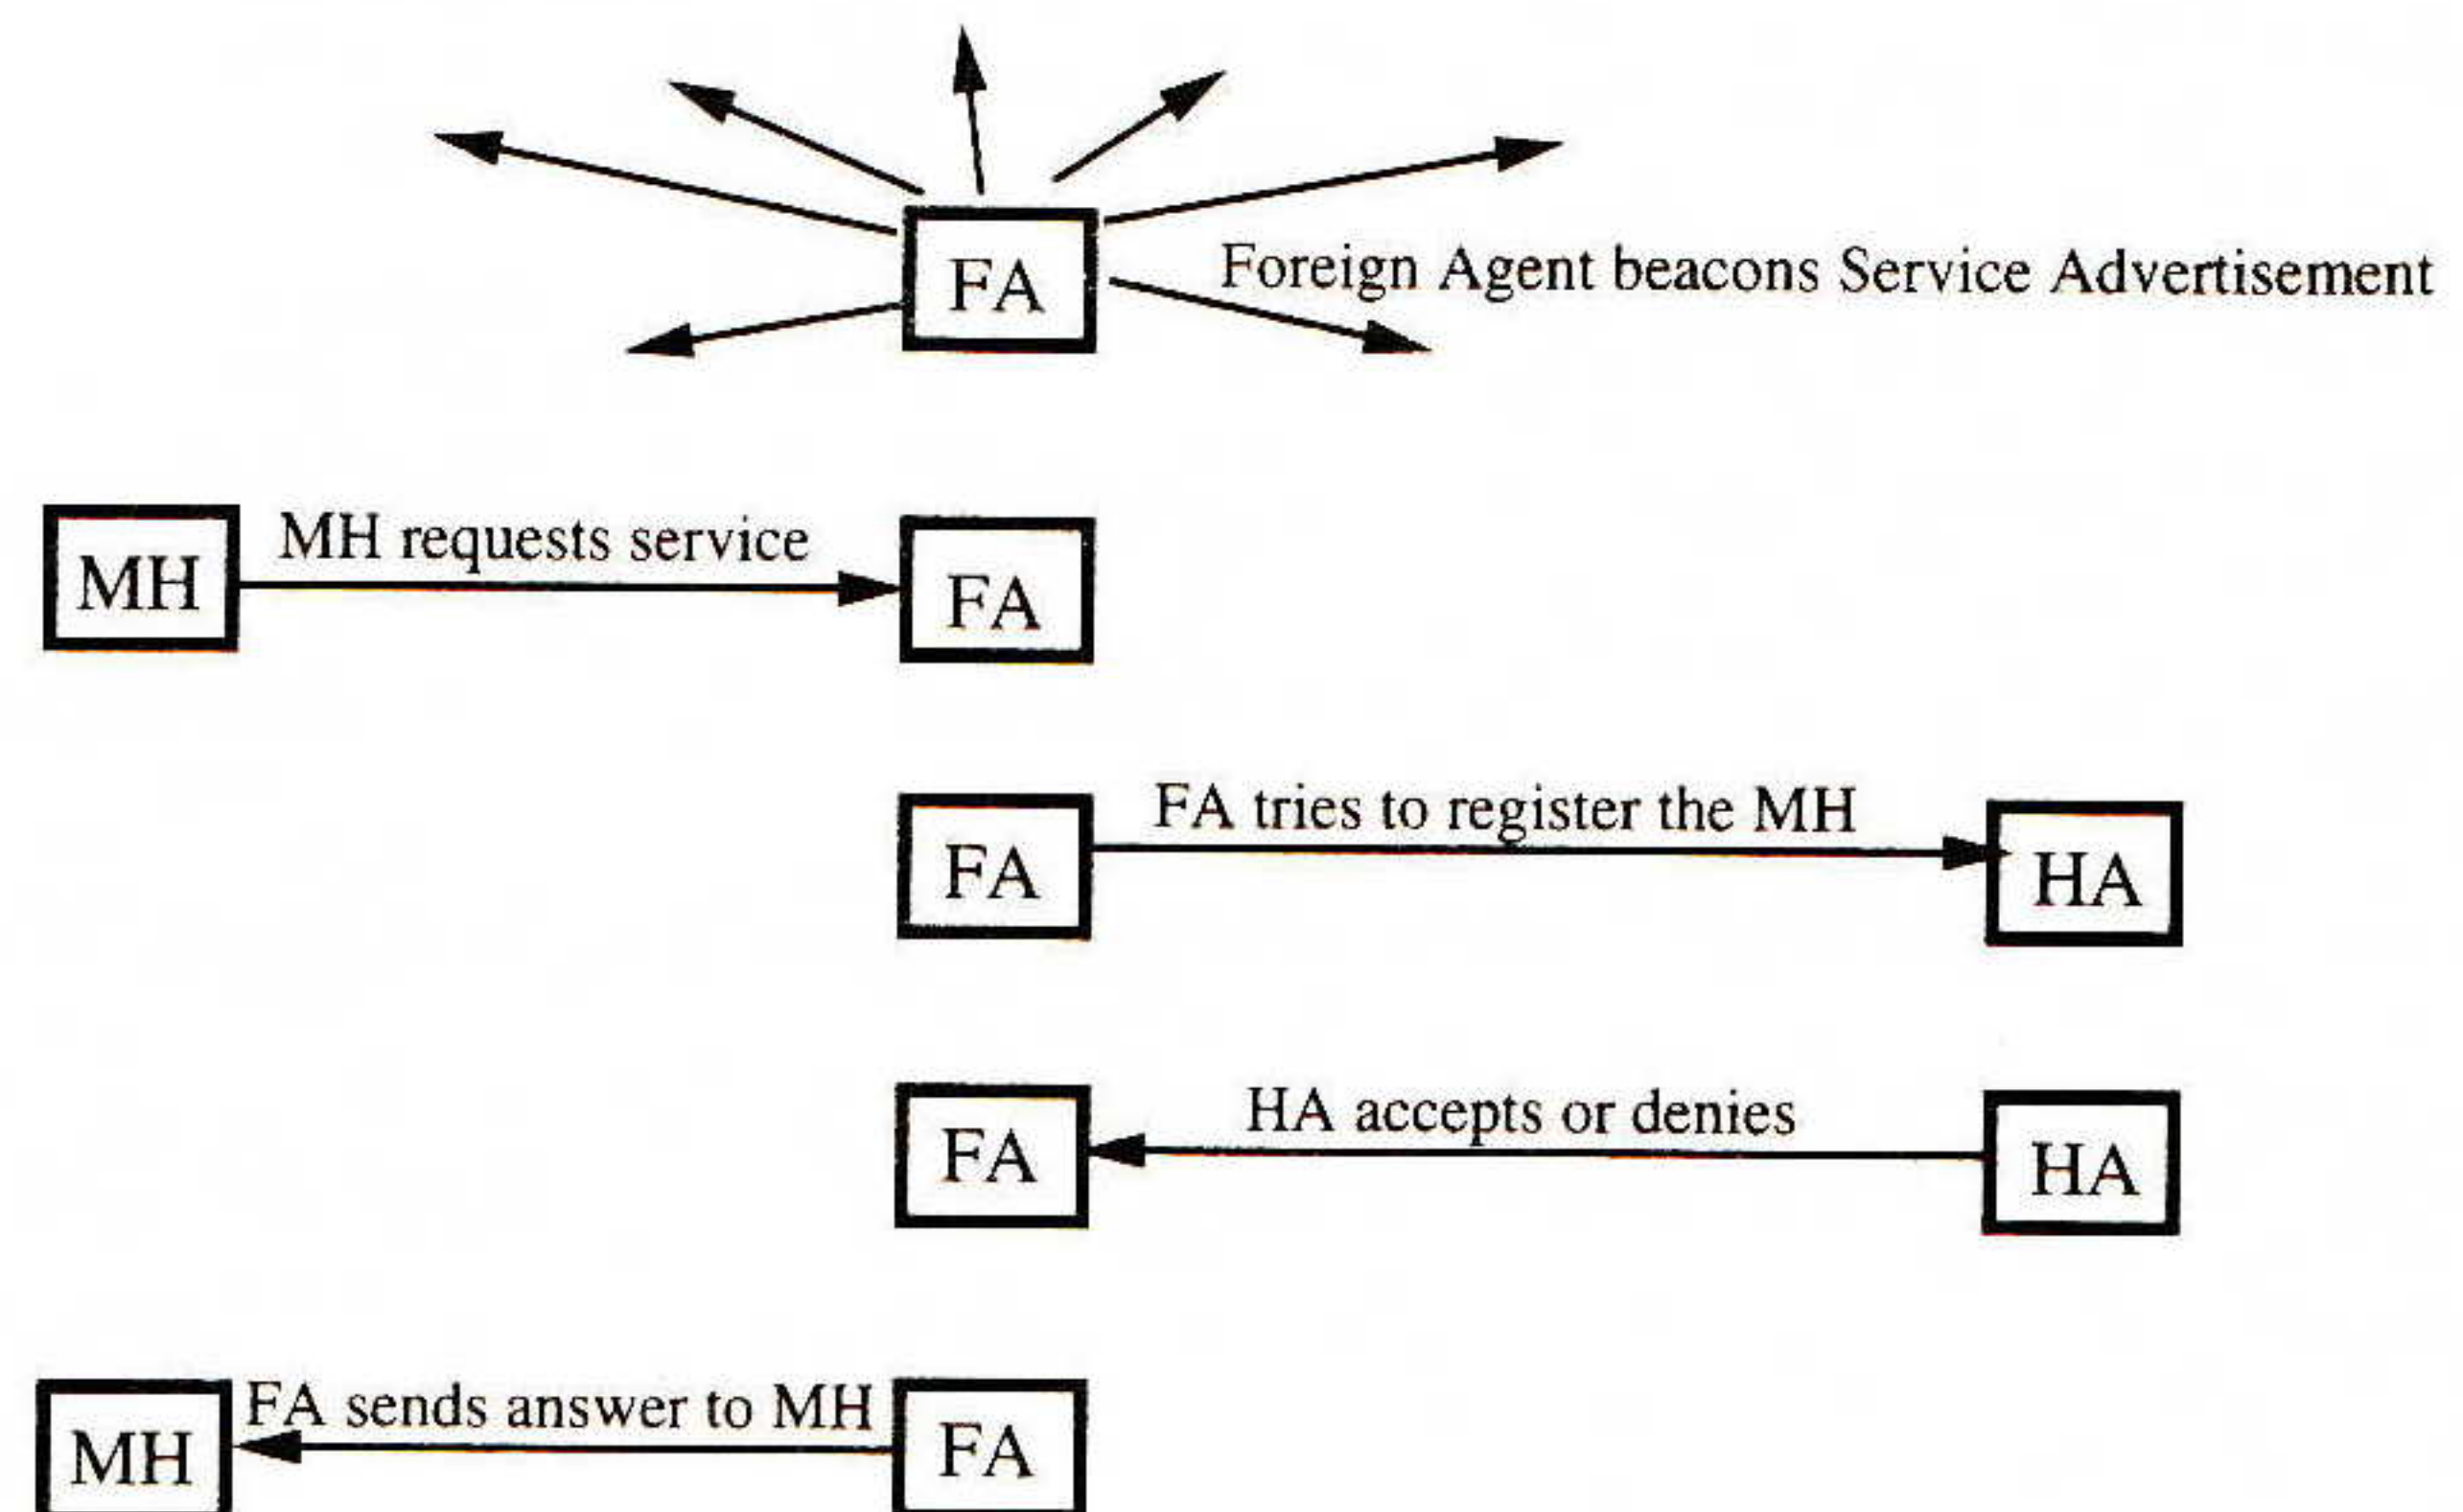 FA
Foreign Agent beacons Service Advertisement
MH
MH requests service
FA
FA
FA tries to register the MH
HA
FA
HA accepts or denies
HA
MH
FA sends answer to MH
FA